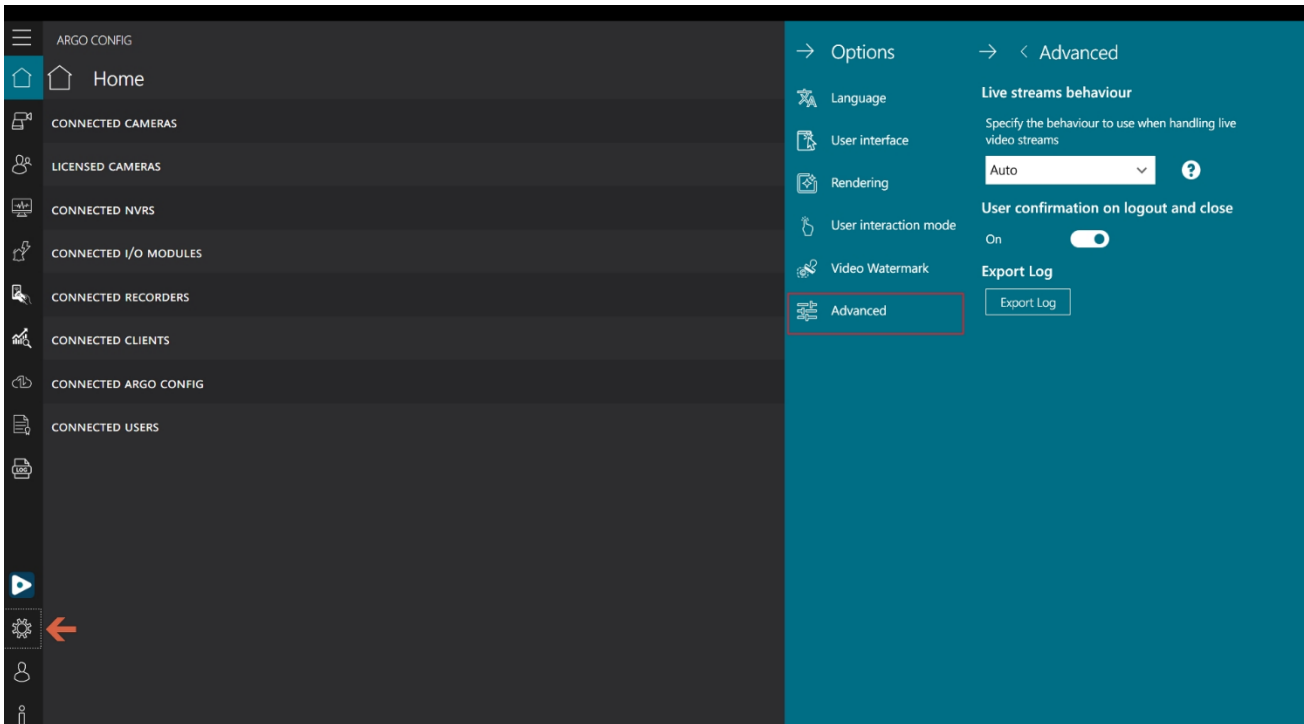 ARGO CONFIG
Home
CONNECTED CAMERAS
LICENSED CAMERAS
CONNECTED NVRS
CONNECTED I/O MODULES
CONNECTED RECORDERS
CONNECTED CLIENTS
CONNECTED ARGO CONFIG
CONNECTED USERS
LOG
Options
Language
User interface
Rendering
User interaction mode
Video Watermark
Advanced
Advanced
Live streams behaviour
Specify the behaviour to use when handling live
video streams
Auto
User confirmation on logout and close
On
Export Log
Export Log